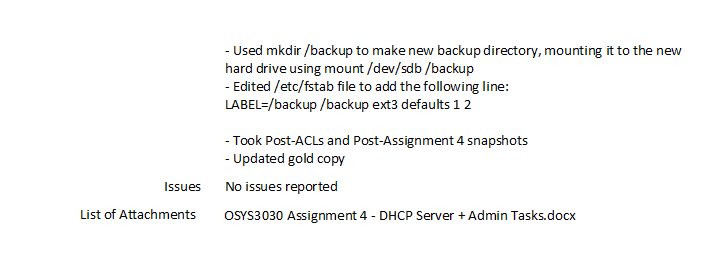 - Used mkdir /backup to make new backup directory, mounting it to the new
hard drive using mount /dev/sdb /backup
- Edited /etc/fstab file to add the following line:
LABEL=/backup /backup ext3 defaults 1 2
- Took Post-ACLs and Post-Assignment 4 snapshots
- Updated gold copy
Issues No issues reported
List of Attachments OSYS3030 Assignment 4 - DHCP Server + Admin Tasks.docx